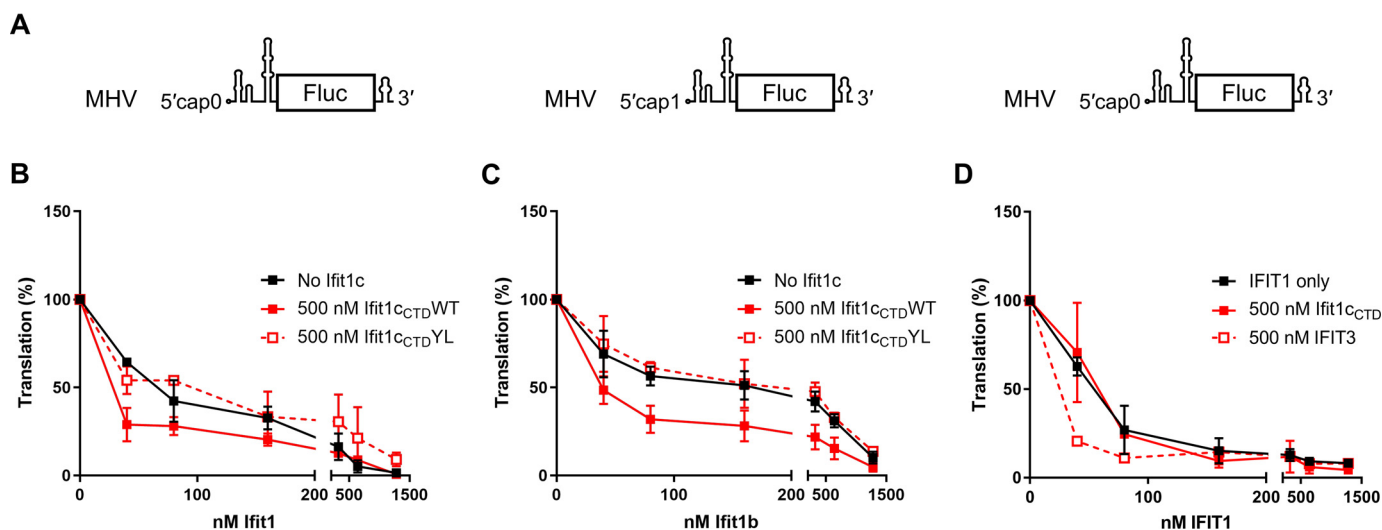 A
MHV 5′cap0 Fluc 3′
MHV 5′cap1 Fluc 3′
MHV 5′cap0 Fluc 3′
B
Translation (%)
150
100
50
0
No Ifit1c
500 nM Ifit1cCTDWT
500 nM Ifit1cCTDYL
0 100 200 500 1500
nM Ifit1
C
Translation (%)
150
100
50
0
No Ifit1c
500 nM Ifit1cCTDWT
500 nM Ifit1cCTDYL
0 100 200 500 1500
nM Ifit1b
D
Translation (%)
150
100
50
0
IFIT1 only
500 nM Ifit1cCTD
500 nM IFIT3
0 100 200 500 1500
nM IFIT1